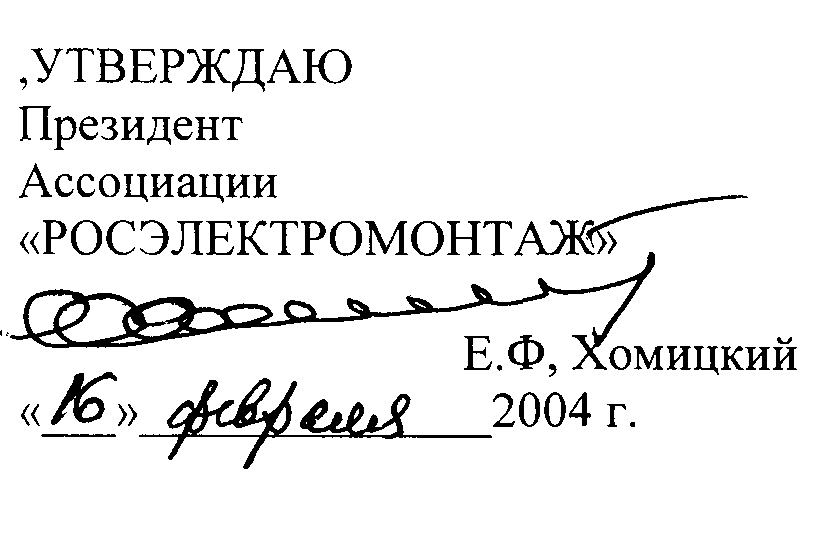 ,УТВЕРЖДАЮ
Президент
Ассоциации
«РОСЭЛЕКТРОМОНТАЖ»
Е.Ф, Хомицкий
«16» февраля 2004 г.